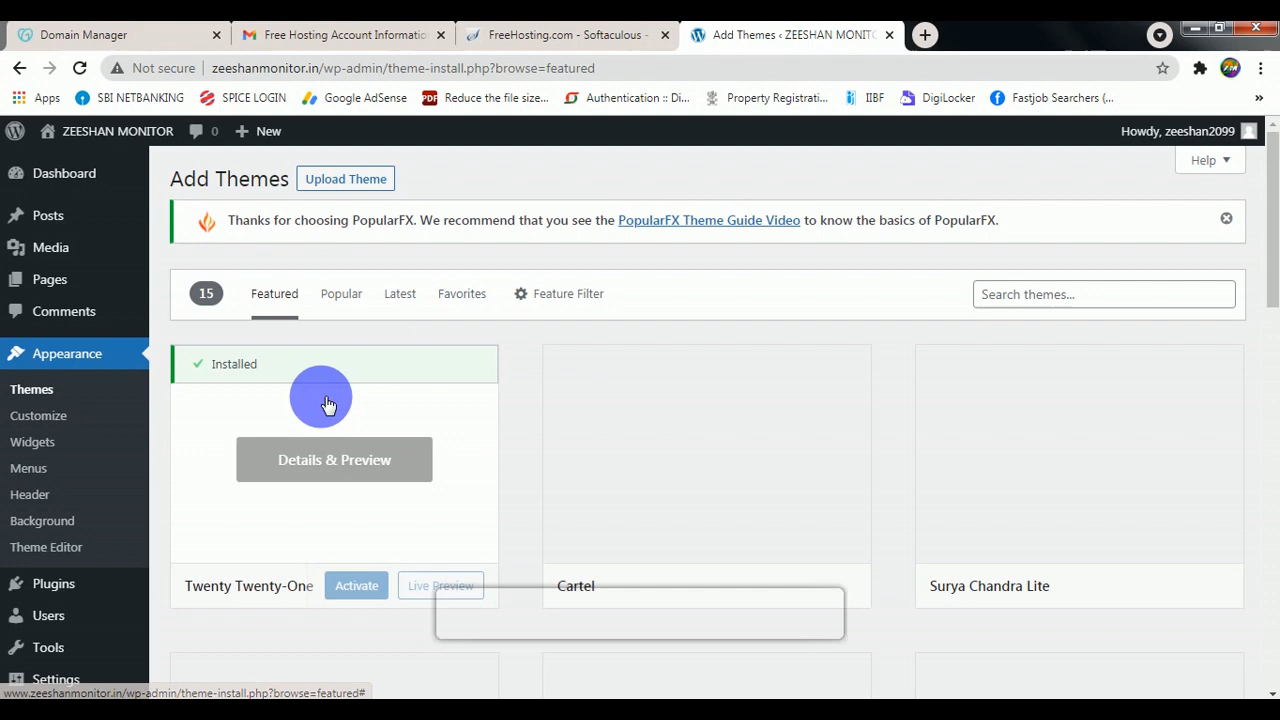 Domain Manager
Free Hosting Account Informatio
FreeHosting.com - Softaculous -
Add Themes ‹ ZEESHAN MONITO
Not secure
zeeshanmonitor.in/wp-admin/theme-install.php?browse=featured
Apps
SBI NETBANKING
SPICE LOGIN
Google AdSense
PDF
Reduce the file size...
Authentication :: Di...
Property Registrati...
IIBF
DigiLocker
Fastjob Searchers (...
»
ZEESHAN MONITOR
0
New
Howdy, zeeshan2099
Dashboard
Posts
Media
Pages
Comments
Appearance
Themes
Customize
Widgets
Menus
Header
Background
Theme Editor
Plugins
Users
Tools
Settings
Add Themes
Upload Theme
Help
Thanks for choosing PopularFX. We recommend that you see the PopularFX Theme Guide Video to know the basics of PopularFX.
15
Featured
Popular
Latest
Favorites
Feature Filter
Search themes...
Installed
Details & Preview
Twenty Twenty-One
Activate
Live Preview
Cartel
Surya Chandra Lite
www.zeeshanmonitor.in/wp-admin/theme-install.php?browse=featured#